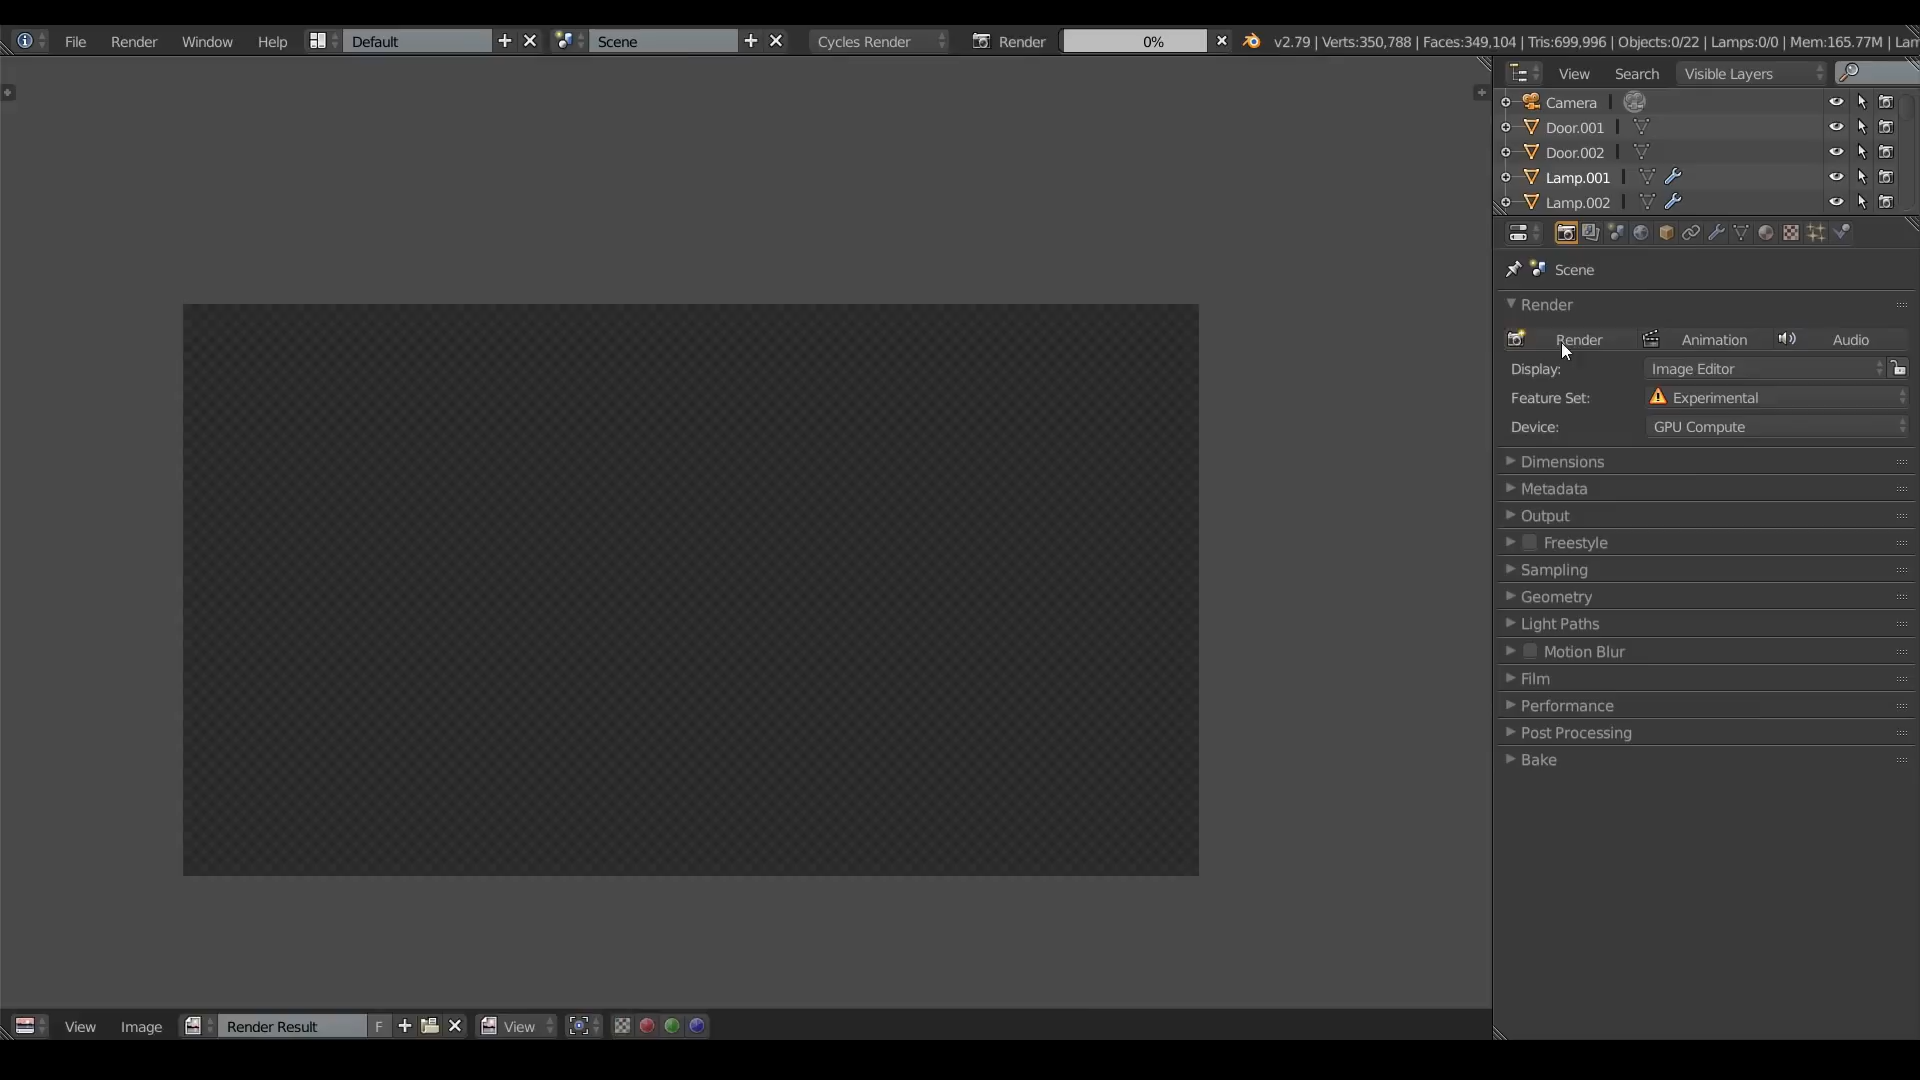 File Render Window Help Default Scene Cycles Render Render 0% v2.79 | Verts:350,788 | Faces:349,104 | Tris:699,996 | Objects:0/22 | Lamps:0/0 | Mem:165.77M | Lam
View Search Visible Layers
Camera
Door.001
Door.002
Lamp.001
Lamp.002
Scene
Render
Render Animation Audio
Display: Image Editor
Feature Set: Experimental
Device: GPU Compute
Dimensions
Metadata
Output
Freestyle
Sampling
Geometry
Light Paths
Motion Blur
Film
Performance
Post Processing
Bake
View Image Render Result F View